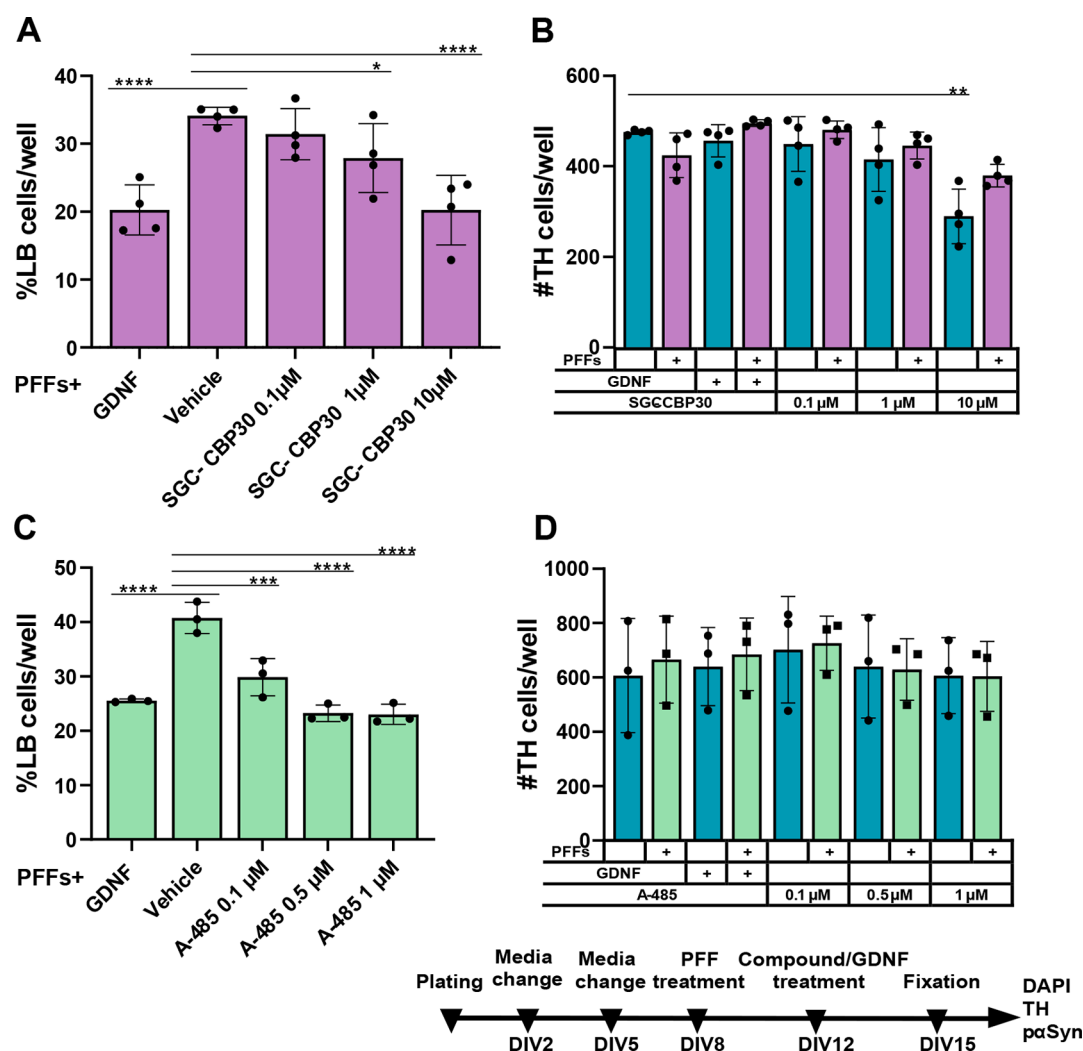 A
****
****
*
40
30
20
10
0
%LB cells/well
PFFs+
GDNF
Vehicle
SGC- CBP30 0.1µM
SGC- CBP30 1µM
SGC- CBP30 10µM
B
**
600
400
200
0
#TH cells/well
PFFs + + + + +
GDNF + +
SGC-CBP30 0.1 µM 1 µM 10 µM
C
****
****
****
***
50
40
30
20
10
0
%LB cells/well
PFFs+
GDNF
Vehicle
A-485 0.1 µM
A-485 0.5 µM
A-485 1 µM
D
1000
800
600
400
200
0
#TH cells/well
PFFs + + + + +
GDNF + +
A-485 0.1 µM 0.5 µM 1 µM
Plating
Media
change
Media
change
PFF
treatment
Compound/GDNF
treatment
Fixation
DAPI
TH
pαSyn
DIV2 DIV5 DIV8 DIV12 DIV15